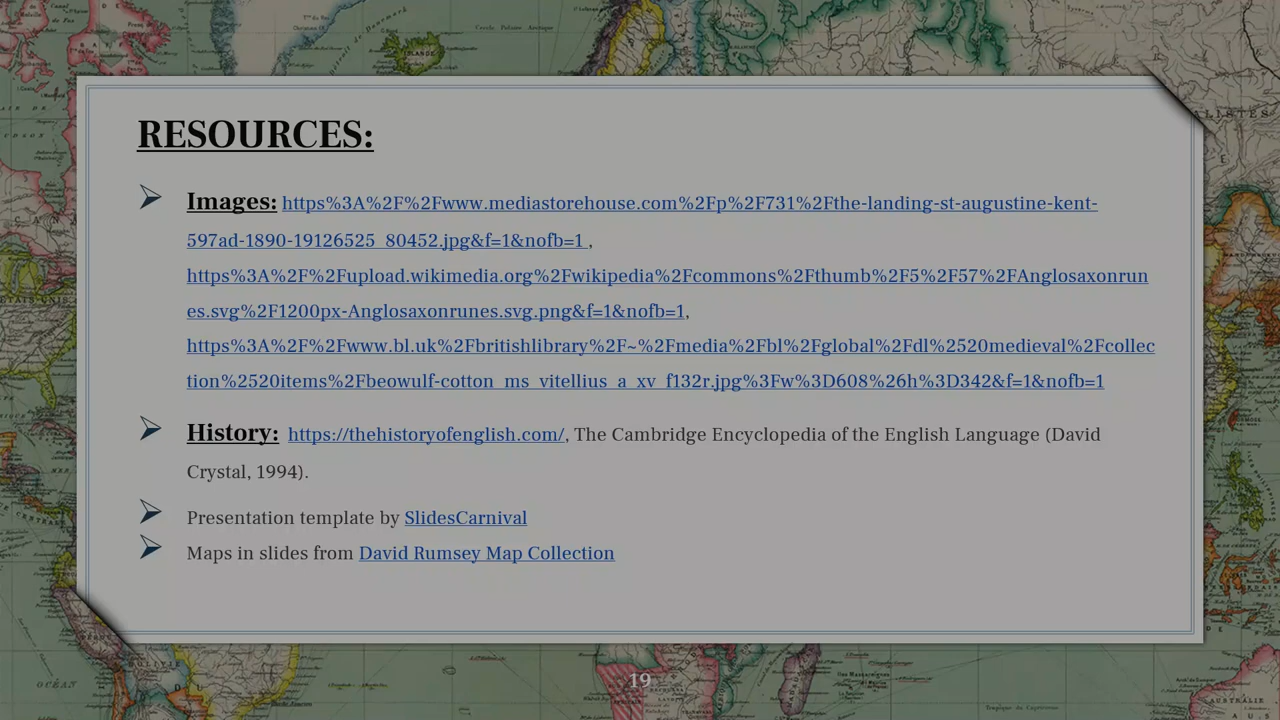 RESOURCES:
Images: https%3A%2F%2Fwww.mediastorehouse.com%2Fp%2F731%2Fthe-landing-st-augustine-kent-
597ad-1890-19126525_80452.jpg&f=1&nofb=1 ,
https%3A%2F%2Fupload.wikimedia.org%2Fwikipedia%2Fcommons%2Fthumb%2F5%2F57%2FAnglosaxonrun
es.svg%2F1200px-Anglosaxonrunes.svg.png&f=1&nofb=1,
https%3A%2F%2Fwww.bl.uk%2Fbritishlibrary%2F~%2Fmedia%2Fbl%2Fglobal%2Fdl%2520medieval%2Fcollec
tion%2520items%2Fbeowulf-cotton_ms_vitellius_a_xv_f132r.jpg%3Fw%3D608%26h%3D342&f=1&nofb=1
History: https://thehistoryofenglish.com/, The Cambridge Encyclopedia of the English Language (David
Crystal, 1994).
Presentation template by SlidesCarnival
Maps in slides from David Rumsey Map Collection
19